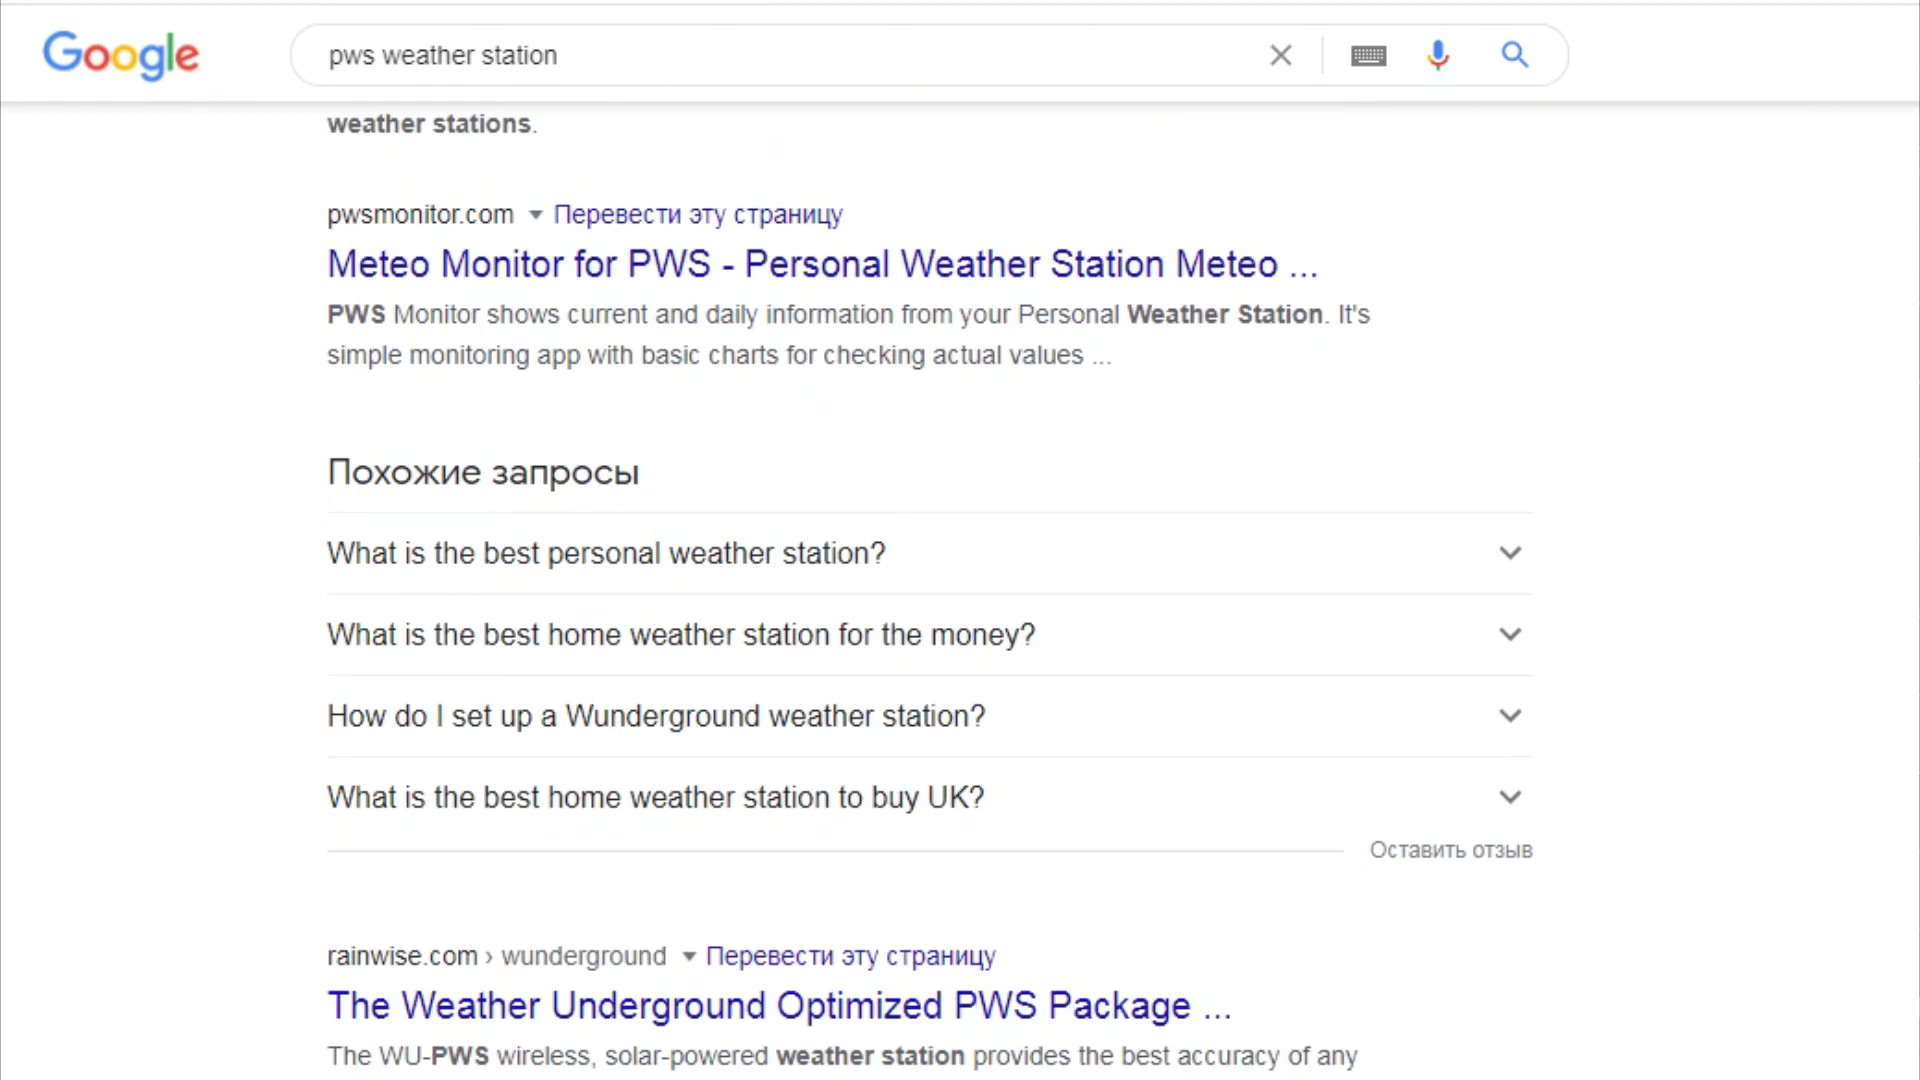 Google
pws weather station
weather stations.
pwsmonitor.com Перевести эту страницу
Meteo Monitor for PWS - Personal Weather Station Meteo ...
PWS Monitor shows current and daily information from your Personal Weather Station. It's
simple monitoring app with basic charts for checking actual values ...
Похожие запросы
What is the best personal weather station?
What is the best home weather station for the money?
How do I set up a Wunderground weather station?
What is the best home weather station to buy UK?
Оставить отзыв
rainwise.com › wunderground Перевести эту страницу
The Weather Underground Optimized PWS Package ...
The WU-PWS wireless, solar-powered weather station provides the best accuracy of any